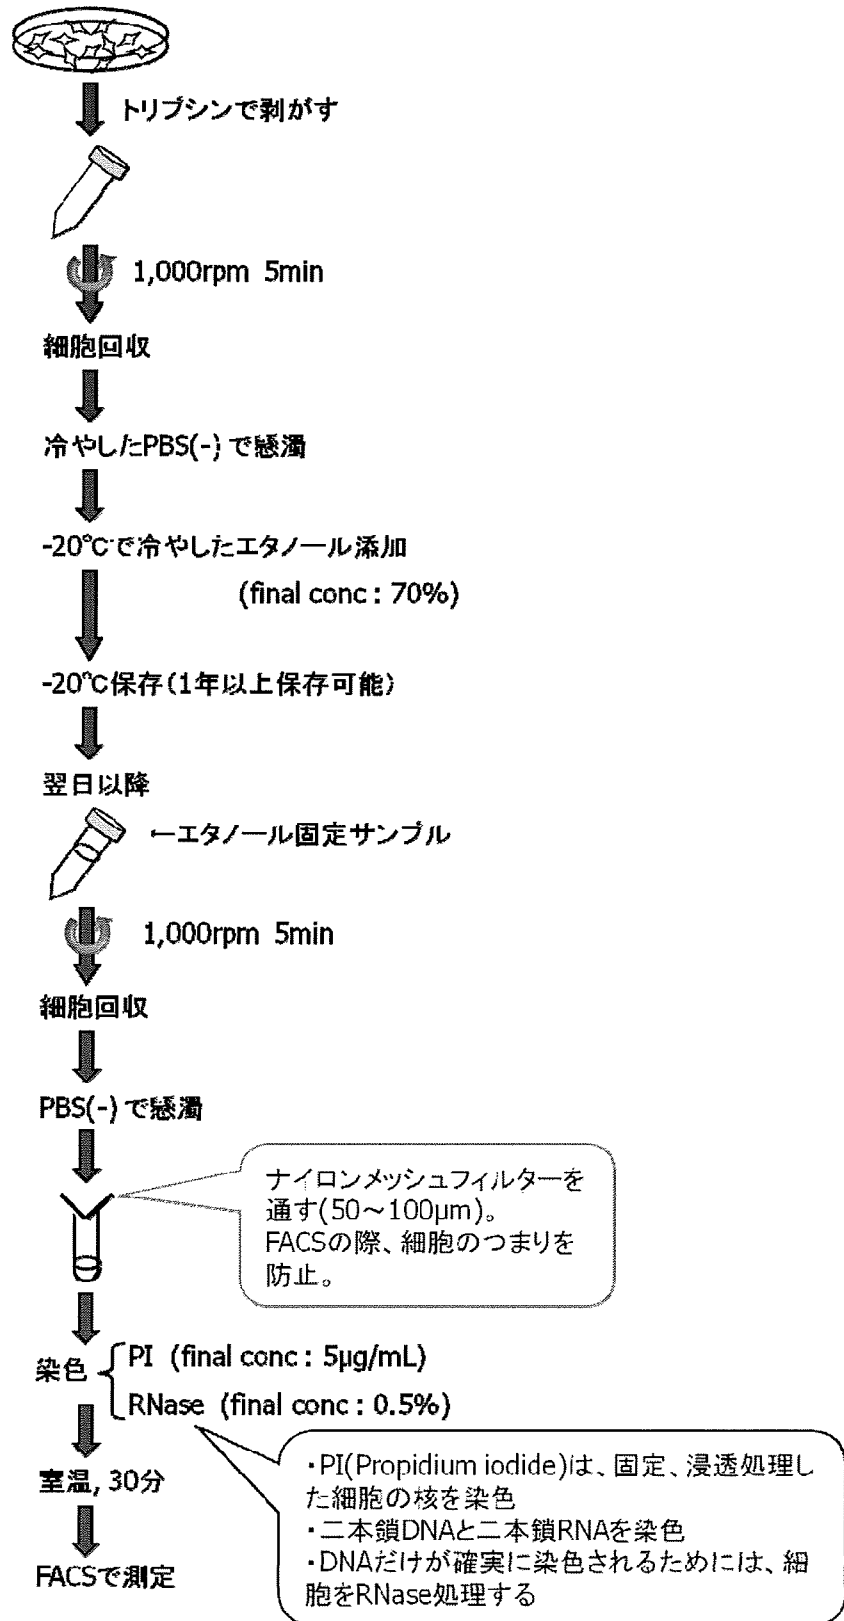 トリプシンで剥がす
1,000rpm 5min
細胞回収
冷やしたPBS(-) で懸濁
-20℃で冷やしたエタノール添加
(final conc : 70%)
-20℃保存(1年以上保存可能)
翌日以降
←エタノール固定サンプル
1,000rpm 5min
細胞回収
PBS(-) で懸濁
ナイロンメッシュフィルターを
通す(50～100μm)。
FACSの際、細胞のつまりを
防止。
染色
PI (final conc : 5μg/mL)
RNase (final conc : 0.5%)
・PI(Propidium iodide)は、固定、浸透処理し
た細胞の核を染色
・二本鎖DNAと二本鎖RNAを染色
・DNAだけが確実に染色されるためには、細
胞をRNase処理する
室温, 30分
FACSで測定